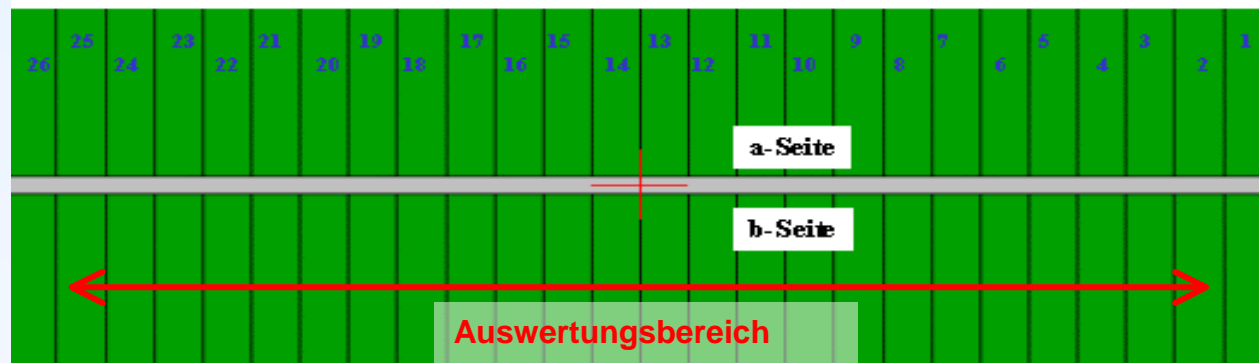 25 23 21 19 17 15 13 11 9 7 5 3 1
26 24 22 20 18 16 14 12 10 8 6 4 2
a-Seite
b-Seite
Auswertungsbereich